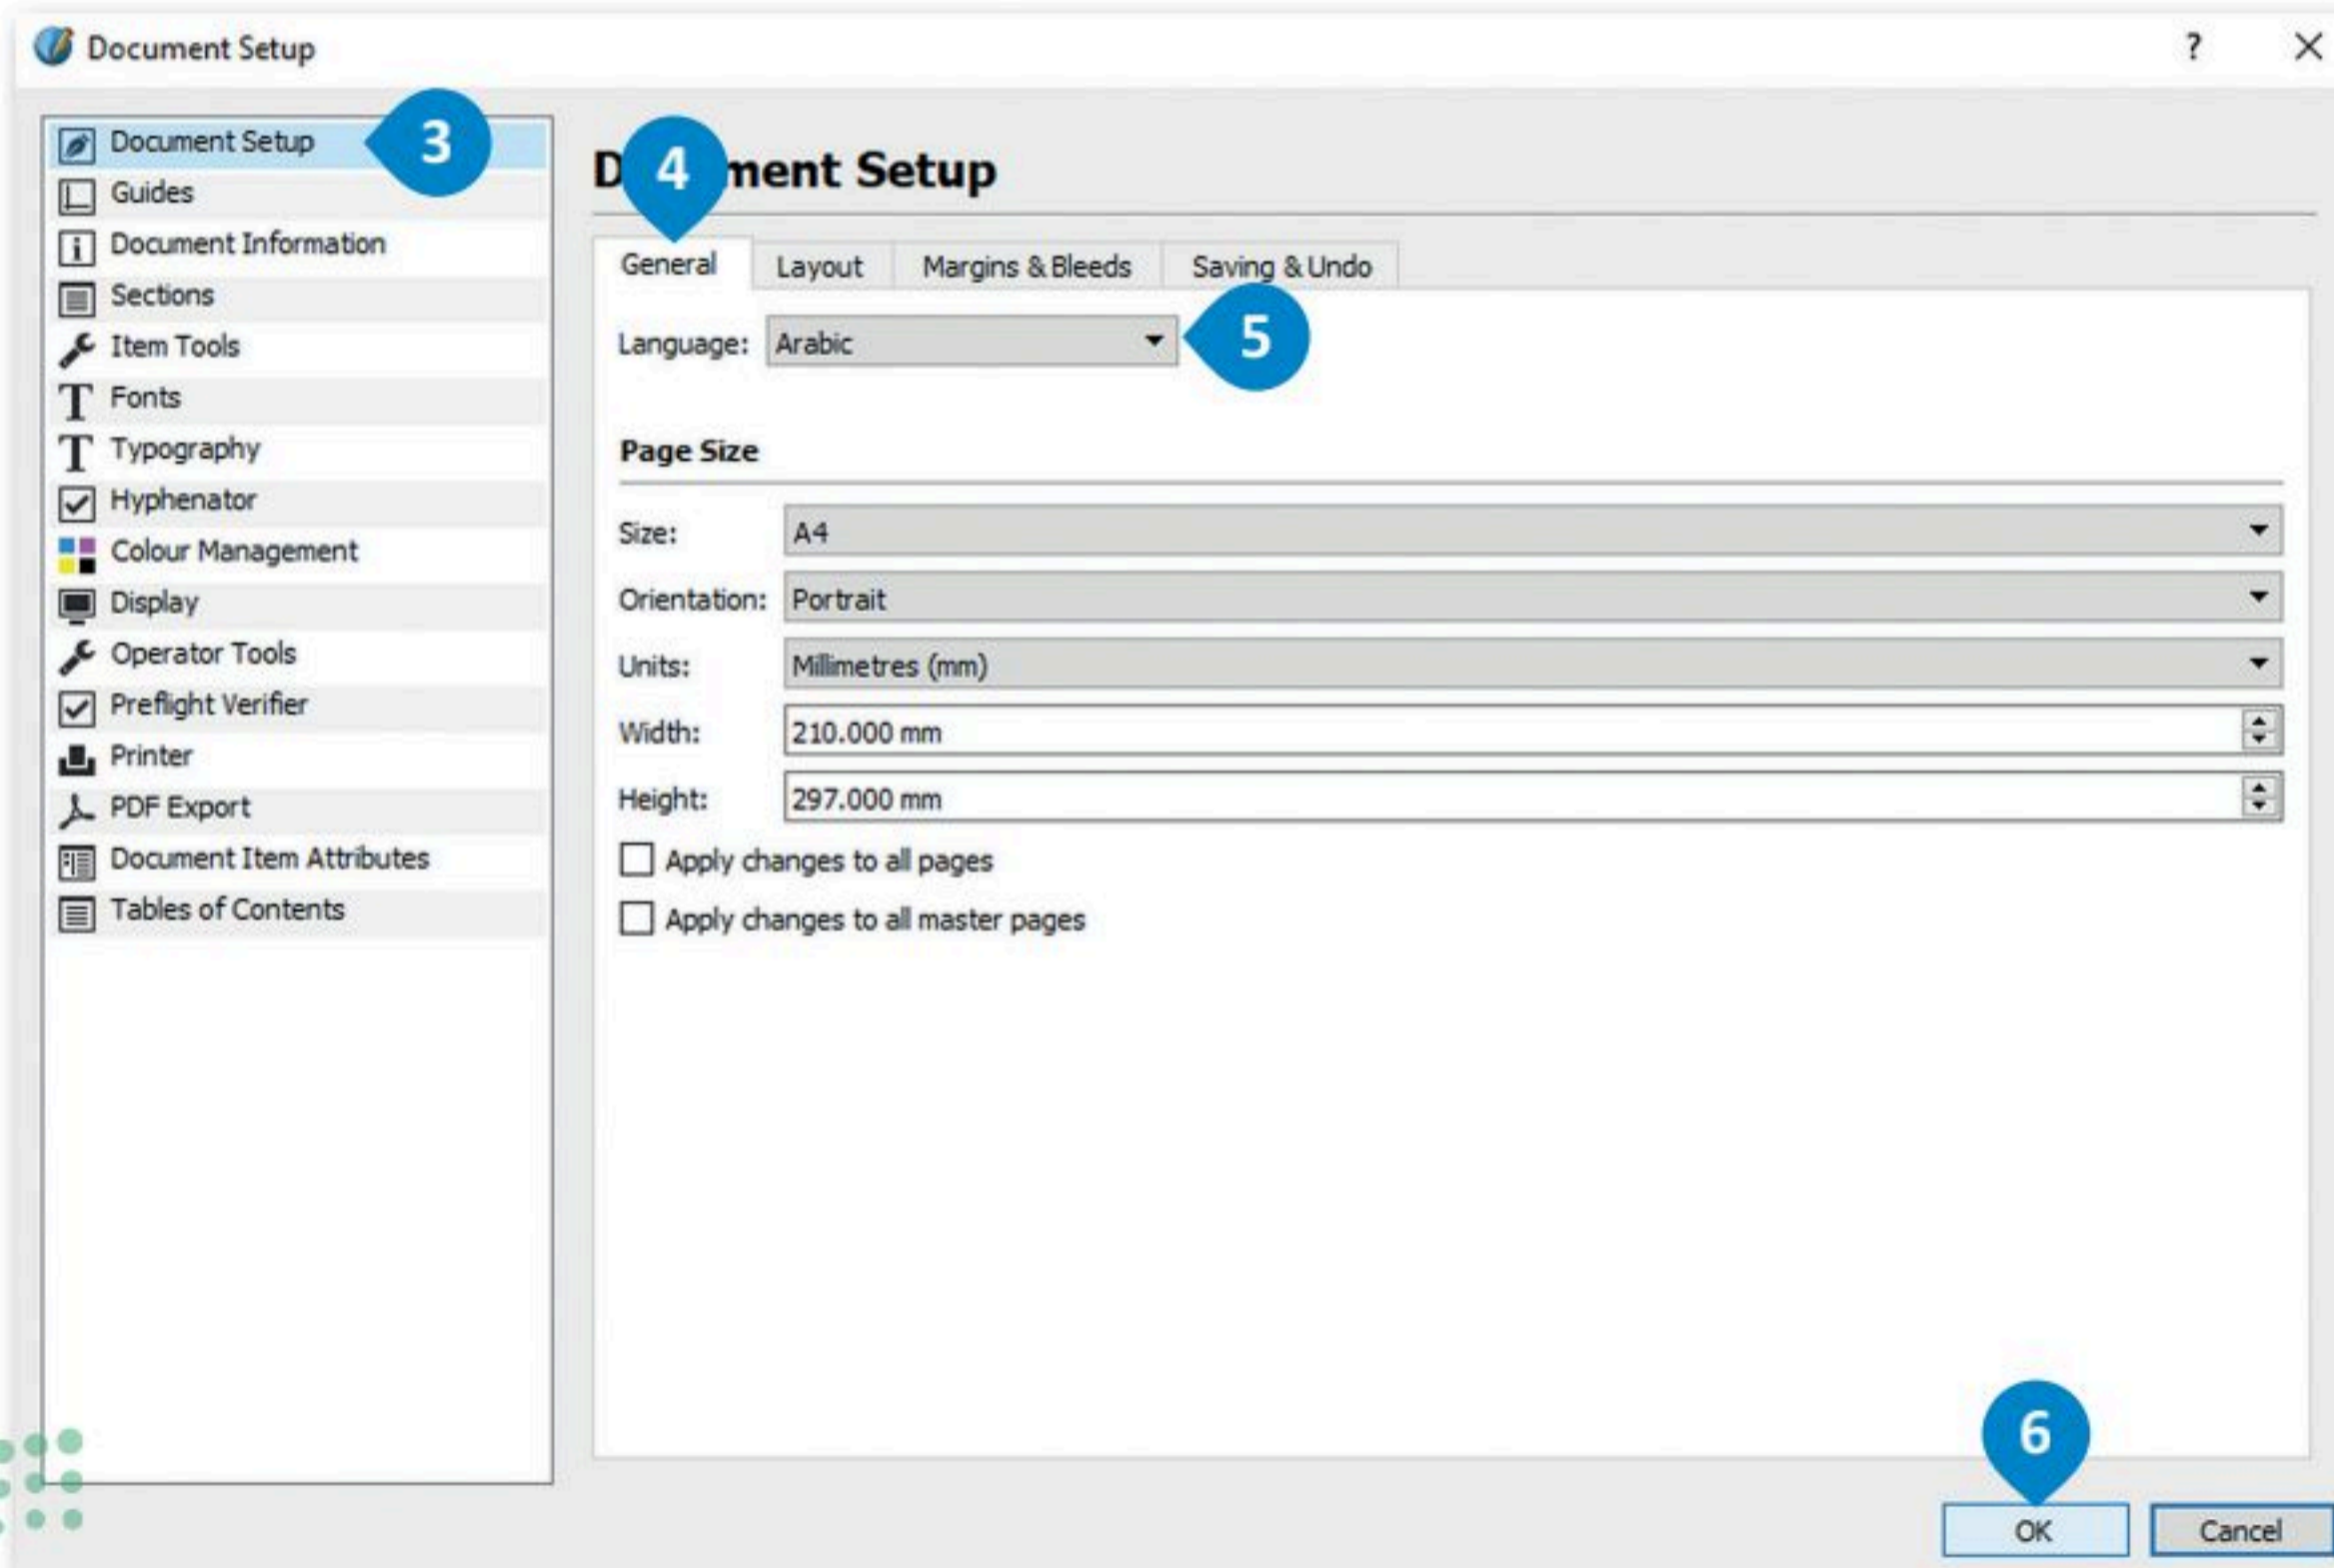 Document Setup
?
Document Setup
3
Guides
Document Information
Sections
Item Tools
Fonts
Typography
Hyphenator
Colour Management
Display
Operator Tools
Preflight Verifier
Printer
PDF Export
Document Item Attributes
Tables of Contents
D 4 ment Setup
General Layout Margins & Bleeds Saving & Undo
Language: Arabic 5
Page Size
Size: A4
Orientation: Portrait
Units: Millimetres (mm)
Width: 210.000 mm
Height: 297.000 mm
Apply changes to all pages
Apply changes to all master pages
6
OK Cancel